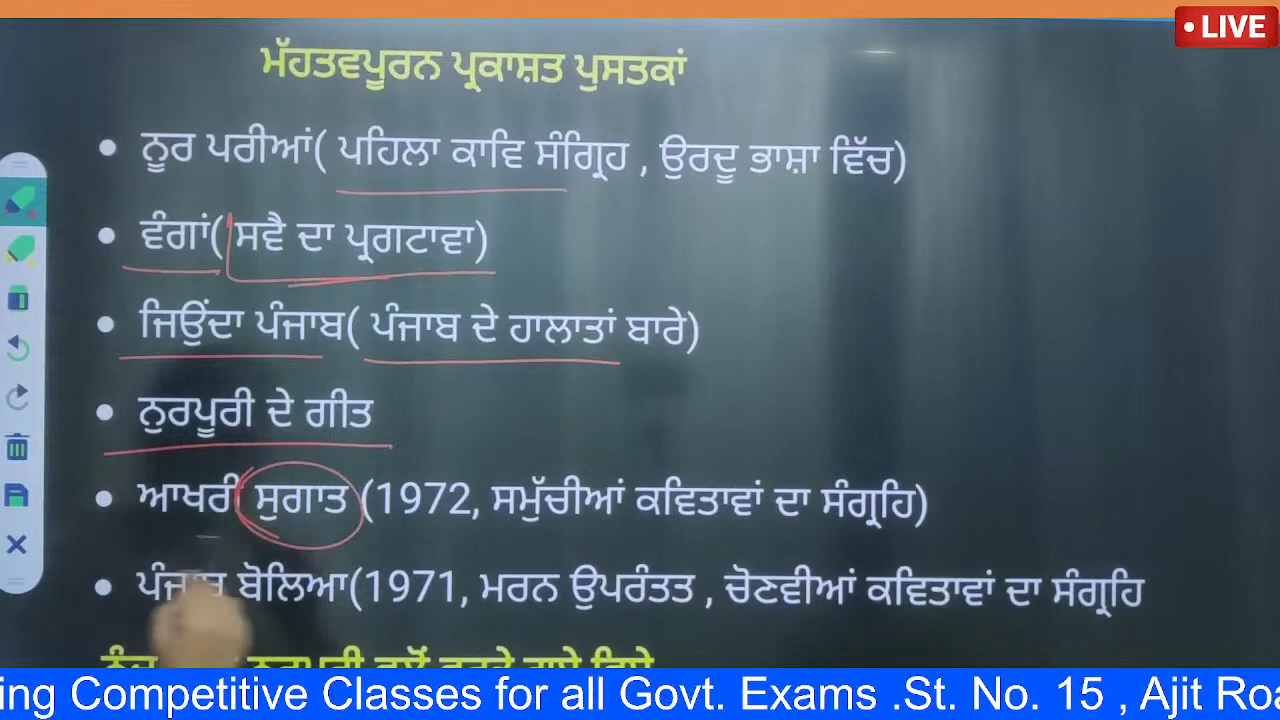 • LIVE
ਮੱਹਤਵਪੂਰਨ ਪ੍ਰਕਾਸ਼ਤ ਪੁਸਤਕਾਂ
• ਨੂਰ ਪਰੀਆਂ( ਪਹਿਲਾ ਕਾਵਿ ਸੰਗ੍ਰਿਹ , ਉਰਦੂ ਭਾਸ਼ਾ ਵਿੱਚ)
• ਵੰਗਾਂ( ਸਵੈ ਦਾ ਪ੍ਰਗਟਾਵਾ)
• ਜਿਉਂਦਾ ਪੰਜਾਬ( ਪੰਜਾਬ ਦੇ ਹਾਲਾਤਾਂ ਬਾਰੇ)
• ਨੁਰਪੂਰੀ ਦੇ ਗੀਤ
• ਆਖਰੀ ਸੁਗਾਤ (1972, ਸਮੁੱਚੀਆਂ ਕਵਿਤਾਵਾਂ ਦਾ ਸੰਗ੍ਰਹਿ)
• ਬੋਲਿਆ(1971, ਮਰਨ ਉਪਰੰਤਤ , ਚੋਣਵੀਆਂ ਕਵਿਤਾਵਾਂ ਦਾ ਸੰਗ੍ਰਹਿ
ing Competitive Classes for all Govt. Exams .St. No. 15 , Ajit Roa